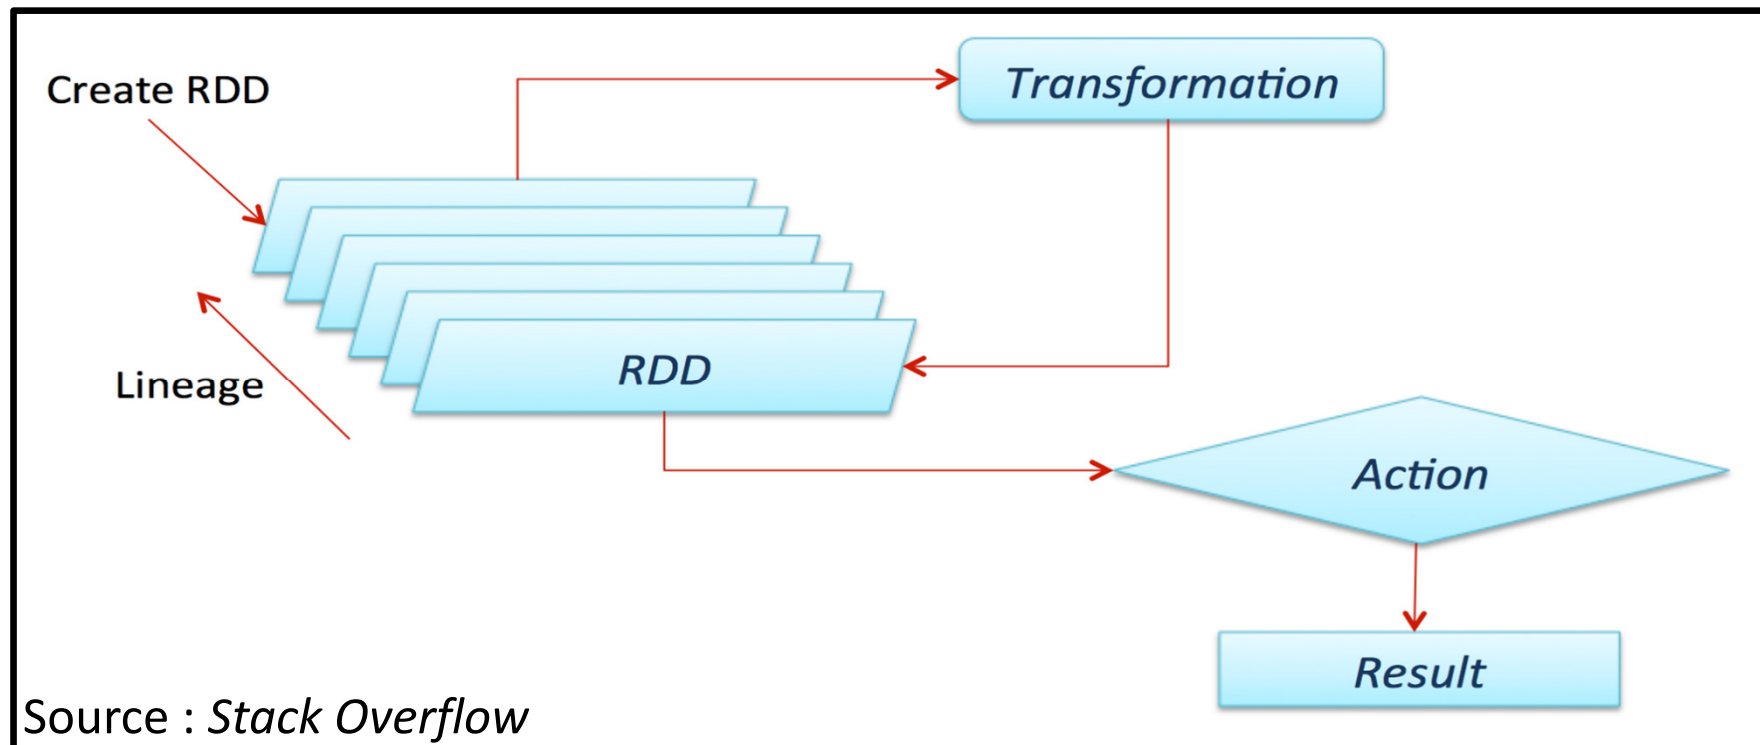 Create RDD
Transformation
RDD
Lineage
Action
Result
Source : Stack Overflow